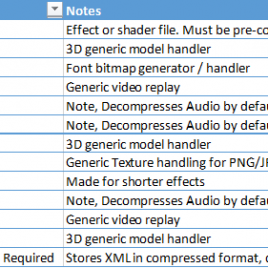 Notes
Effect or shader file. Must be pre-co
3D generic model handler
Font bitmap generator / handler
Generic video replay
Note, Decompresses Audio by defau
Note, Decompresses Audio by defau
3D generic model handler
Generic Texture handling for PNG/JP
Made for shorter effects
Note, Decompresses Audio by defau
Generic video replay
3D generic model handler
Required Stores XML in compressed format,